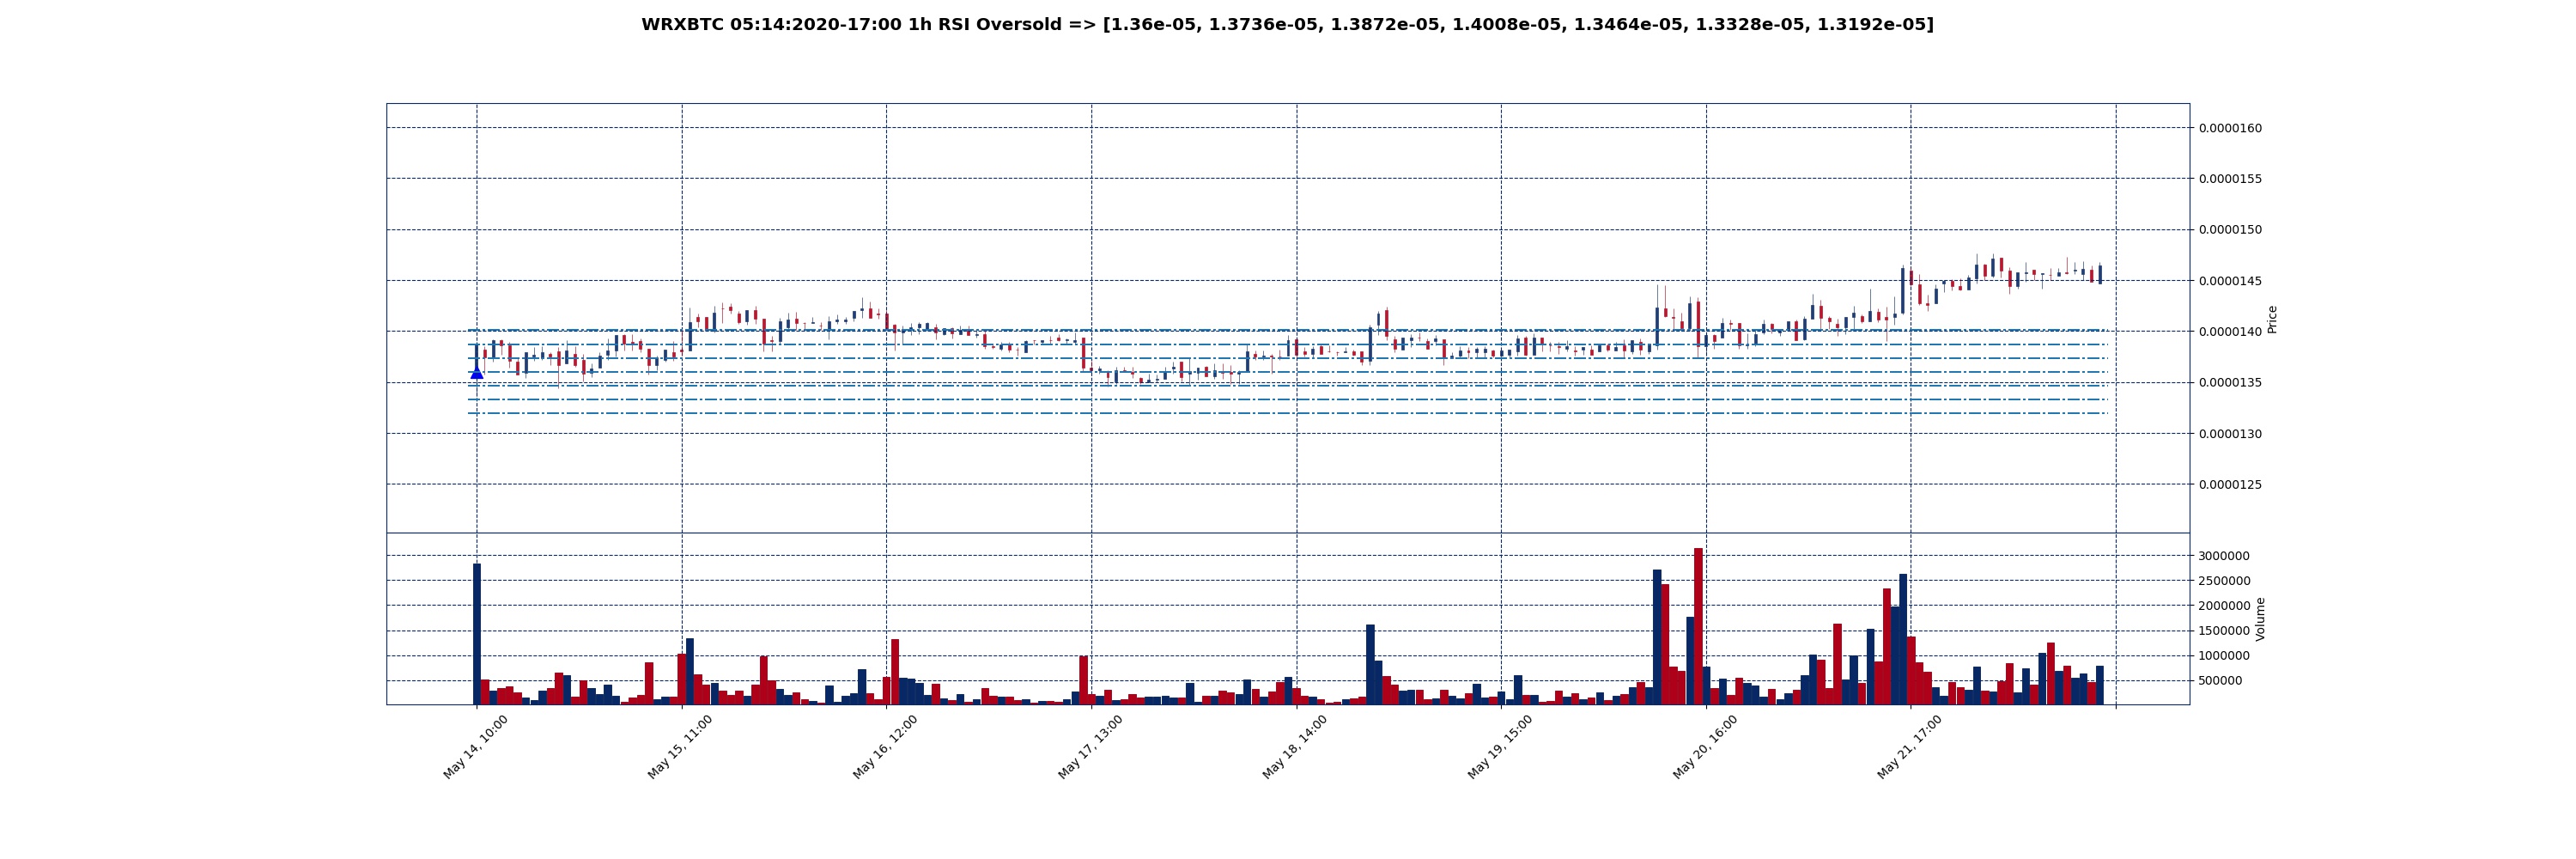 WRXBTC 05:14:2020-17:00 1h RSI Oversold => [1.36e-05, 1.3736e-05, 1.3872e-05, 1.4008e-05, 1.3464e-05, 1.3328e-05, 1.3192e-05]
0.0000160
0.0000155
0.0000150
0.0000145
0.0000140
0.0000135
0.0000130
0.0000125
Price
3000000
2500000
2000000
1500000
1000000
500000
Volume
May 14, 10:00
May 15, 11:00
May 16, 12:00
May 17, 13:00
May 18, 14:00
May 19, 15:00
May 20, 16:00
May 21, 17:00